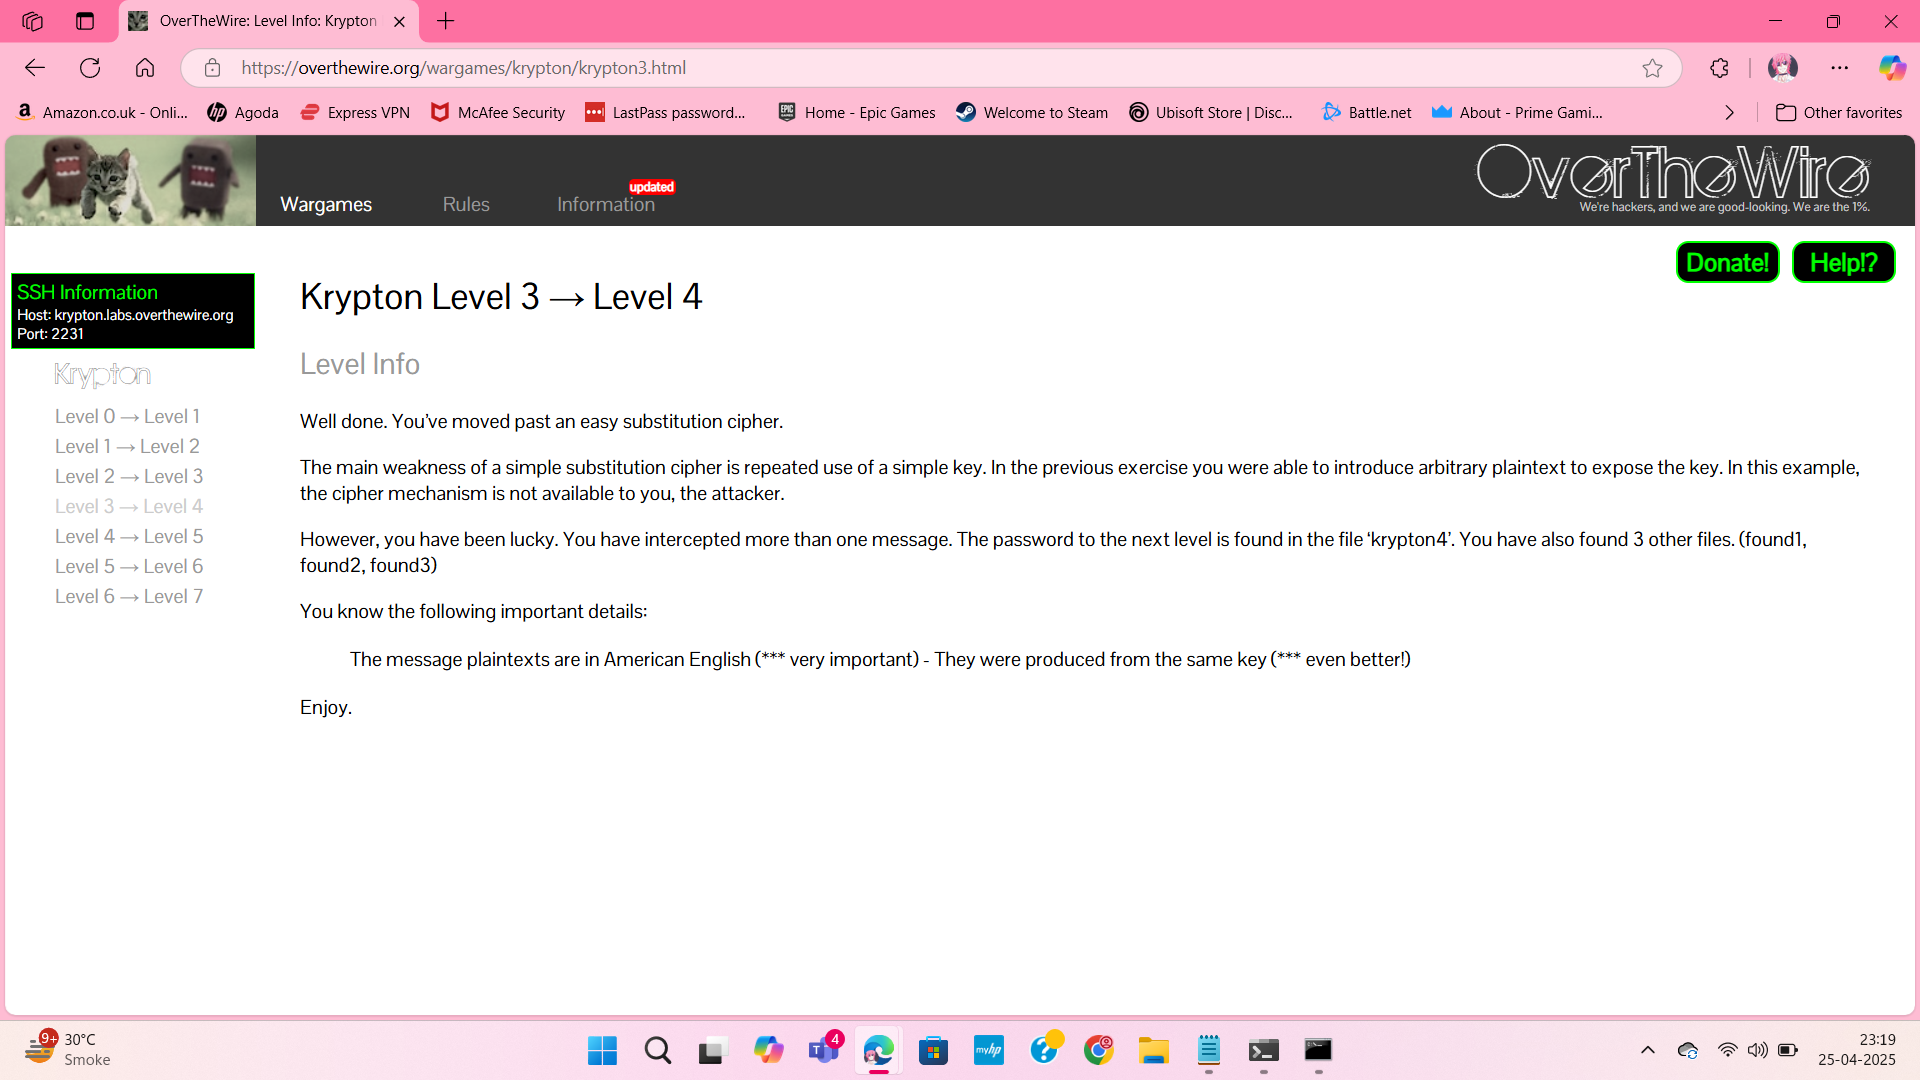 OverTheWire: Level Info: Krypton
https://overthewire.org/wargames/krypton/krypton3.html
Amazon.co.uk - Onli... Agoda Express VPN McAfee Security LastPass password... Home - Epic Games Welcome to Steam Ubisoft Store | Disc... Battle.net About - Prime Gami... Other favorites
Wargames Rules Information updated
OverTheWire
We're hackers, and we are good-looking. We are the 1%.
Donate! Help!?
SSH Information
Host: krypton.labs.overthewire.org
Port: 2231
Krypton
Level 0 → Level 1
Level 1 → Level 2
Level 2 → Level 3
Level 3 → Level 4
Level 4 → Level 5
Level 5 → Level 6
Level 6 → Level 7
Krypton Level 3 → Level 4
Level Info
Well done. You’ve moved past an easy substitution cipher.
The main weakness of a simple substitution cipher is repeated use of a simple key. In the previous exercise you were able to introduce arbitrary plaintext to expose the key. In this example,
the cipher mechanism is not available to you, the attacker.
However, you have been lucky. You have intercepted more than one message. The password to the next level is found in the file ‘krypton4’. You have also found 3 other files. (found1,
found2, found3)
You know the following important details:
The message plaintexts are in American English (*** very important) - They were produced from the same key (*** even better!)
Enjoy.
9+
30°C
Smoke
4
myhp
23:19
25-04-2025